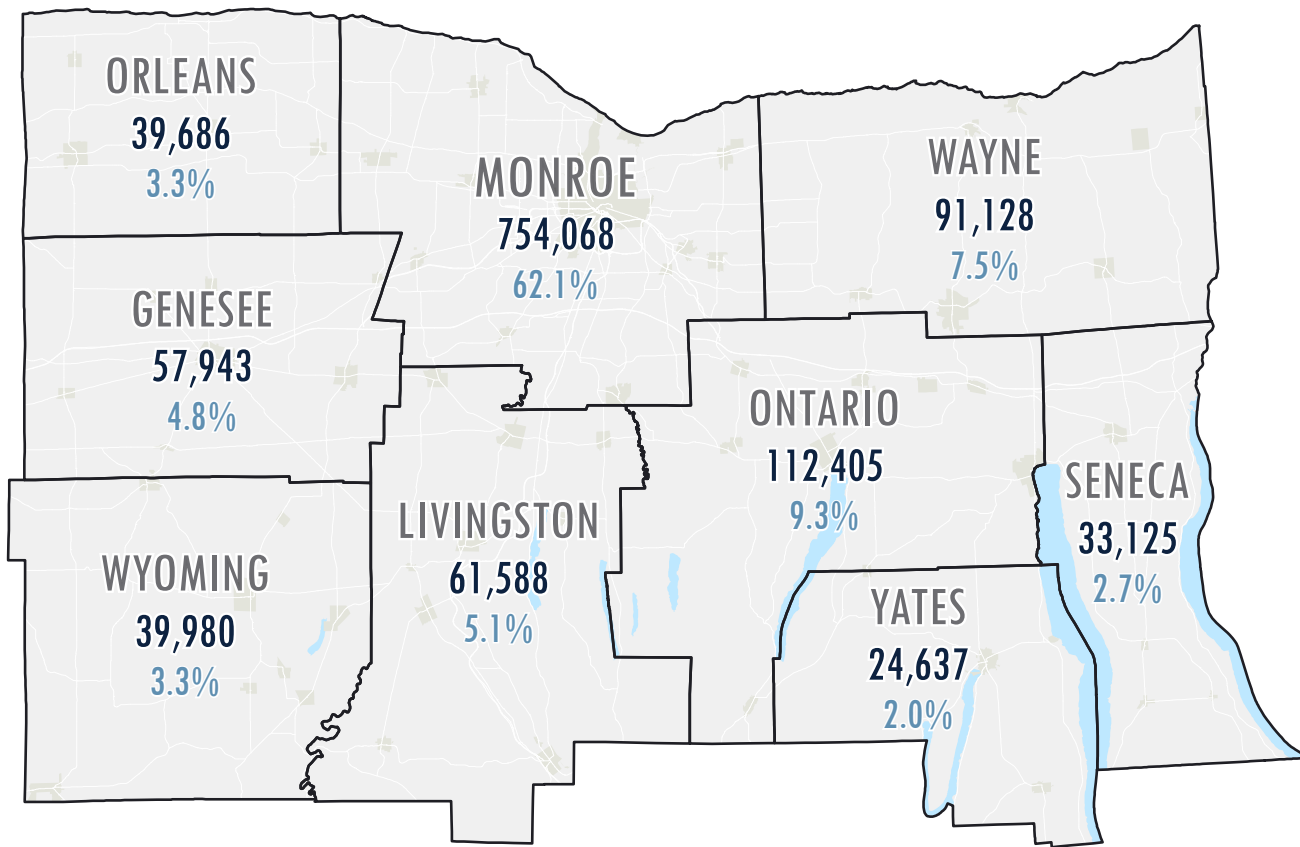 ORLEANS
39,686
3.3%
MONROE
754,068
62.1%
WAYNE
91,128
7.5%
GENESEE
57,943
4.8%
ONTARIO
112,405
9.3%
SENECA
33,125
2.7%
LIVINGSTON
61,588
5.1%
WYOMING
39,980
3.3%
YATES
24,637
2.0%